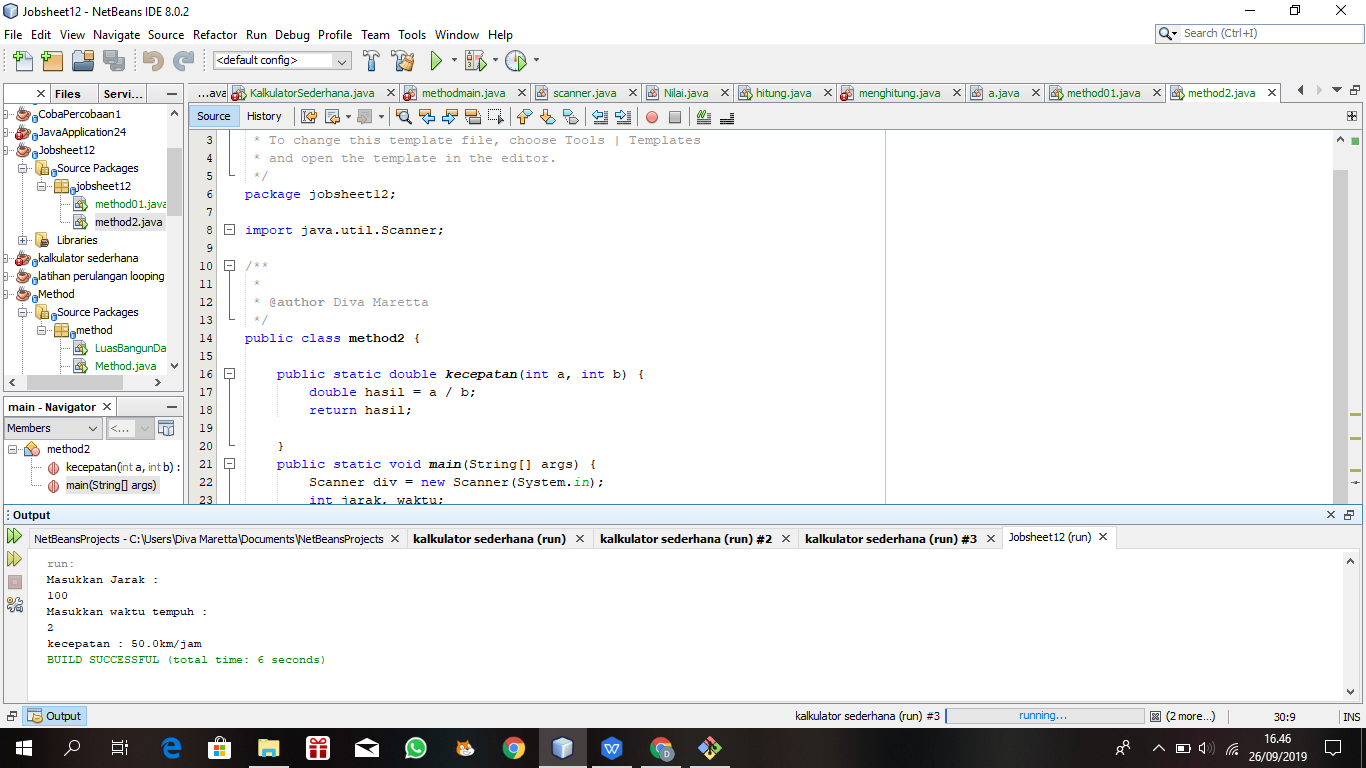 Jobsheet12 - NetBeans IDE 8.0.2
File Edit View Navigate Source Refactor Run Debug Profile Team Tools Window Help
Search (Ctrl+I)
<default config>
Files Servi...
...ava KalkulatorSederhana.java methodmain.java scanner.java Nilai.java hitung.java menghitung.java a.java method01.java method2.java
Source History
CobaPercobaan1
JavaApplication24
Jobsheet12
Source Packages
jobsheet12
method01.java
method2.java
Libraries
kalkulator sederhana
latihan perulangan looping
Method
Source Packages
method
LuasBangunDa
Method.java
main - Navigator
Members <...
method2
kecepatan(int a, int b) :
main(String[] args)
3 * To change this template file, choose Tools | Templates
4 * and open the template in the editor.
5 */
6 package jobsheet12;
7
8 import java.util.Scanner;
9
10 /**
11 *
12 * @author Diva Maretta
13 */
14 public class method2 {
15
16 public static double kecepatan(int a, int b) {
17 double hasil = a / b;
18 return hasil;
19
20 }
21 public static void main(String[] args) {
22 Scanner div = new Scanner(System.in);
23 int jarak, waktu;
Output
NetBeansProjects - C:\Users\Diva Maretta\Documents\NetBeansProjects kalkulator sederhana (run) kalkulator sederhana (run) #2 kalkulator sederhana (run) #3 Jobsheet12 (run)
run:
Masukkan Jarak :
100
Masukkan waktu tempuh :
2
kecepatan : 50.0km/jam
BUILD SUCCESSFUL (total time: 6 seconds)
Output
kalkulator sederhana (run) #3 running... (2 more...) 30:9 INS
16.46
26/09/2019